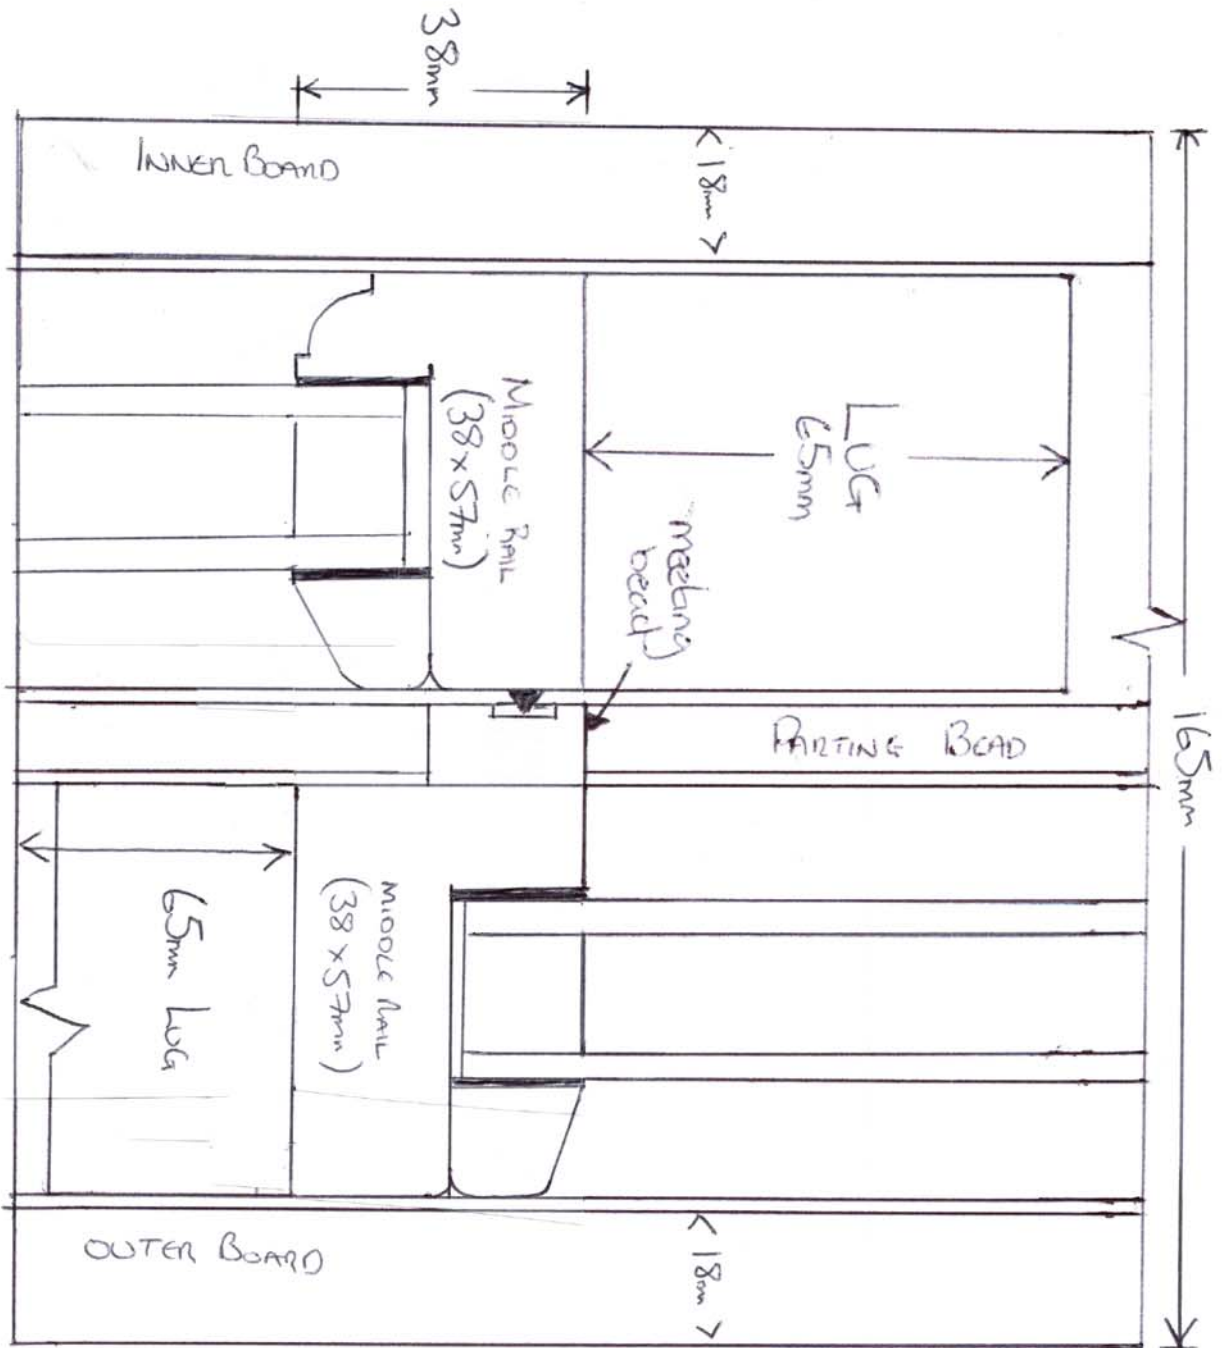 38mm
INNER BOARD
<18mm>
LUG
65mm
MIDDLE RAIL
(38 x 57mm)
meeting
bead
PARTING BEAD
165mm
MIDDLE RAIL
(38 x 57mm)
65mm LUG
OUTER BOARD
<18mm>